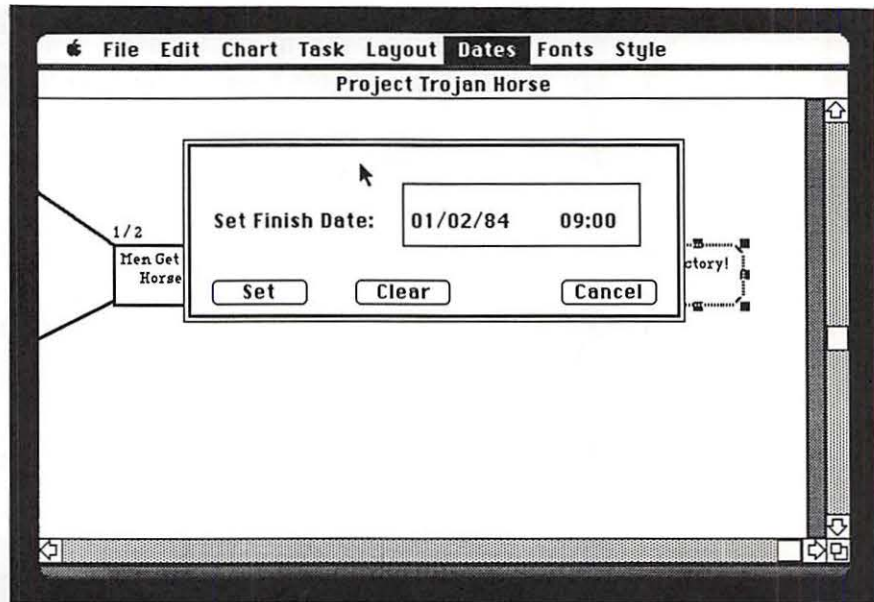 File Edit Chart Task Layout Dates Fonts Style
Project Trojan Horse
Set Finish Date: 01/02/84 09:00
1/2
Men Get
Horse
ctory!
Set Clear Cancel